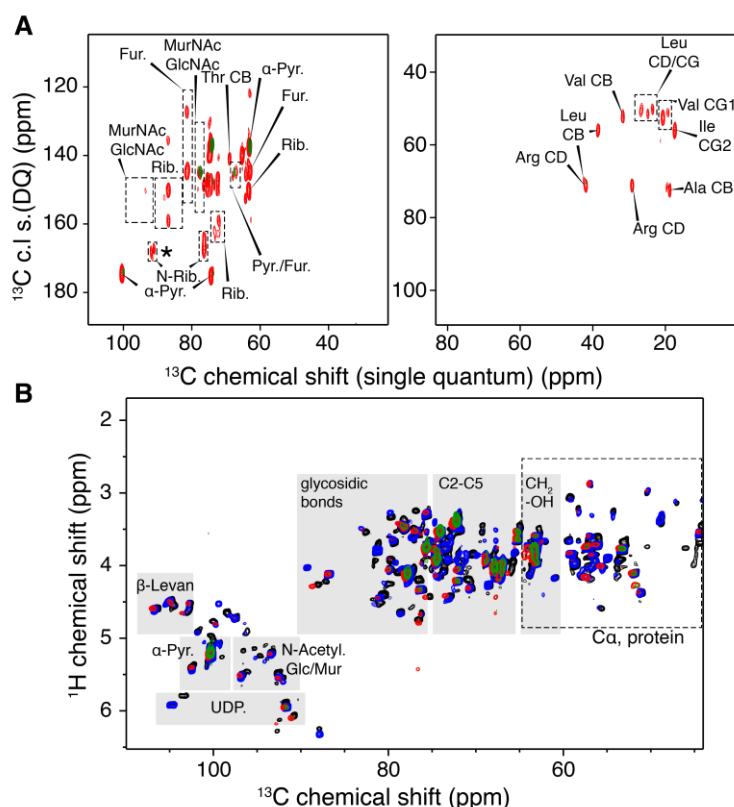 A
Fur.
MurNAc
GlcNAc
Thr CB
α-Pyr.
Fur.
Rib.
MurNAc
GlcNAc
Rib.
*
N-Rib.
α-Pyr.
Rib.
Pyr./Fur.
120
140
160
180
100 80 60 40
¹³C c.l s.(DQ) (ppm)
Leu
CD/CG
Val CB
Val CG1
Leu
CB
Ile
CG2
Arg CD
Ala CB
Arg CD
40
60
80
100
80 60 40 20
¹³C chemical shift (single quantum) (ppm)
B
2
3
4
5
6
¹H chemical shift (ppm)
glycosidic
bonds
C2-C5
CH₂
-OH
β-Levan
α-Pyr.
N-Acetyl.
Glc/Mur
UDP.
Cα, protein
100 80 60
¹³C chemical shift (ppm)